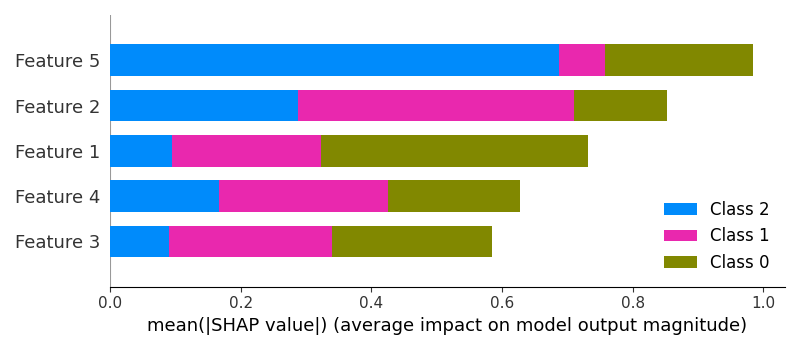 Feature 5
Feature 2
Feature 1
Feature 4
Feature 3
Class 2
Class 1
Class 0
0.0 0.2 0.4 0.6 0.8 1.0
mean(|SHAP value|) (average impact on model output magnitude)